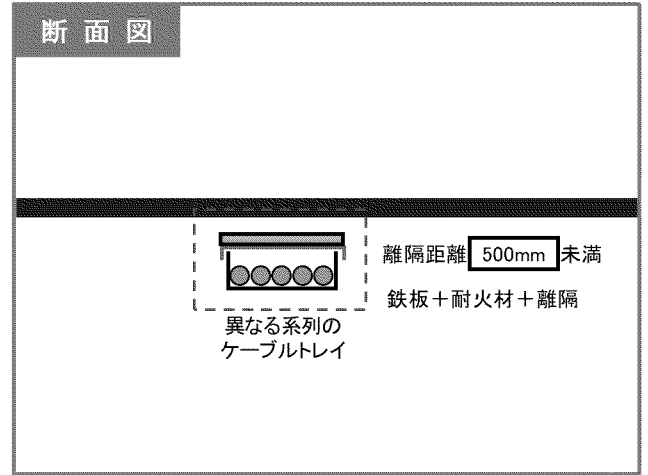 断面図
離隔距離 500mm 未満
鉄板＋耐火材＋離隔
異なる系列の
ケーブルトレイ